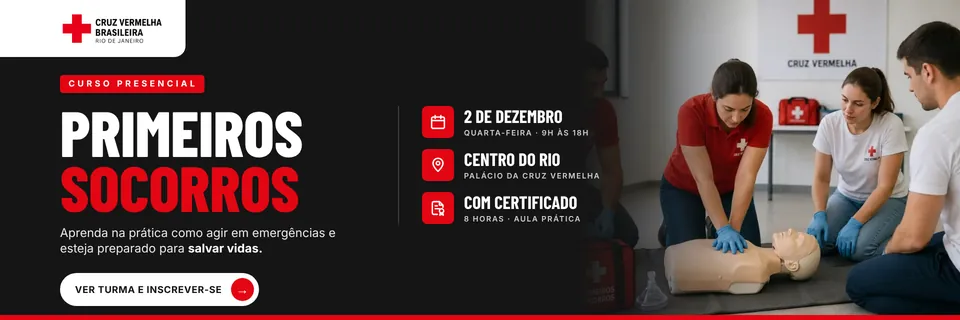 CRUZ VERMELHA
BRASILEIRA
RIO DE JANEIRO
CURSO PRESENCIAL
PRIMEIROS
SOCORROS
Aprenda na prática como agir em emergências e
esteja preparado para salvar vidas.
VER TURMA E INSCREVER-SE →
2 DE DEZEMBRO
QUARTA-FEIRA · 9H ÀS 18H
CENTRO DO RIO
PALÁCIO DA CRUZ VERMELHA
COM CERTIFICADO
8 HORAS · AULA PRÁTICA
CRUZ VERMELHA